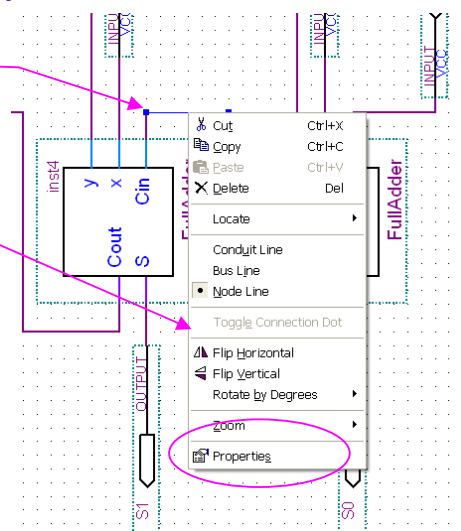 INPUT
VCC
INPUT
VCC
INPUT
VCC
inst4
y
x
Cin
Cout
S
FullAdder
Cut Ctrl+X
Copy Ctrl+C
Paste Ctrl+V
Delete Del
Locate
Conduit Line
Bus Line
Node Line
Toggle Connection Dot
Flip Horizontal
Flip Vertical
Rotate by Degrees
Zoom
Properties
OUTPUT
S1
S0